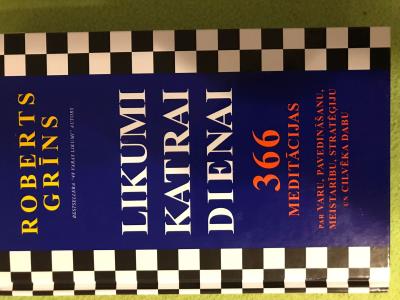 ROBERTS
GRĪNS
BESTSELLERA "48 VARAS LIKUMI" AUTORS
LIKUMI
KATRAI
DIENAI
366
MEDITĀCIJAS
PAR VARU, PAVEDINĀŠANU,
MEISTARĪBU, STRATĒĢIJU
UN CILVĒKA DABU